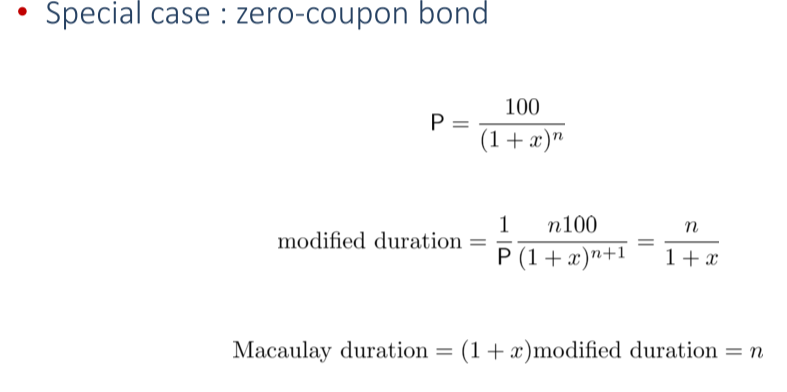 • Special case : zero-coupon bond
P = 100 / (1 + x)^n
modified duration = 1/P n100 / (1 + x)^{n+1} = n / (1 + x)
Macaulay duration = (1 + x)modified duration = n